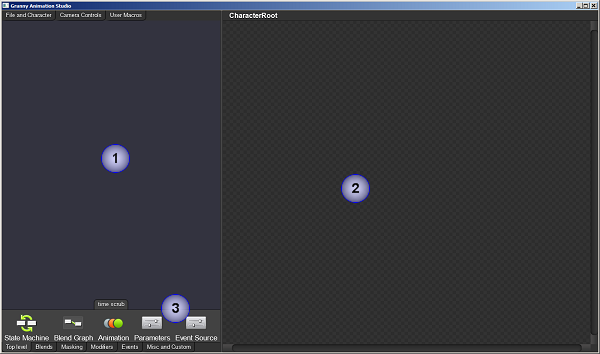 Granny Animation Studio
File and Character Camera Controls User Macros
CharacterRoot
1
2
time scrub
3
State Machine Blend Graph Animation Parameters Event Source
Top level Blends Masking Modifiers Events Misc and Custom